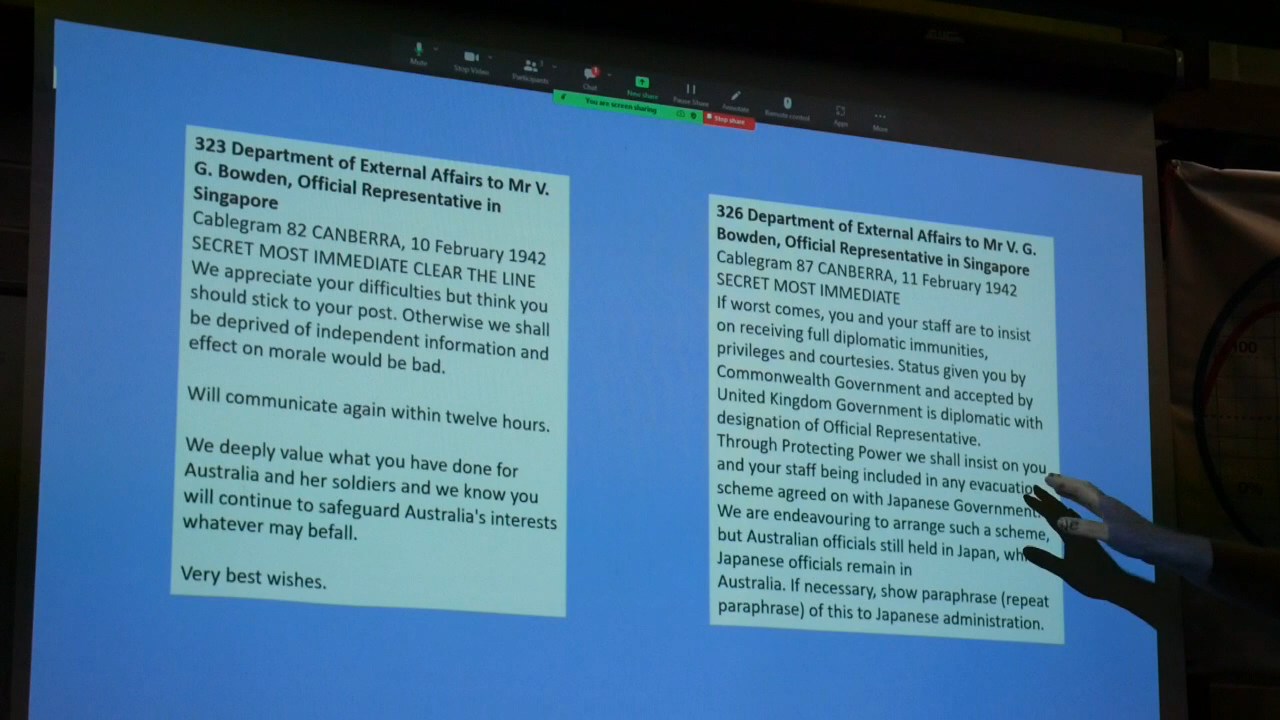 Mute
Stop Video
Participants
Chat
New Share
Pause Share
Annotate
Remote control
Apps
More
You are screen sharing
Stop share
323 Department of External Affairs to Mr V.
G. Bowden, Official Representative in
Singapore
Cablegram 82 CANBERRA, 10 February 1942
SECRET MOST IMMEDIATE CLEAR THE LINE
We appreciate your difficulties but think you
should stick to your post. Otherwise we shall
be deprived of independent information and
effect on morale would be bad.
Will communicate again within twelve hours.
We deeply value what you have done for
Australia and her soldiers and we know you
will continue to safeguard Australia's interests
whatever may befall.
Very best wishes.
326 Department of External Affairs to Mr V. G.
Bowden, Official Representative in Singapore
Cablegram 87 CANBERRA, 11 February 1942
SECRET MOST IMMEDIATE
If worst comes, you and your staff are to insist
on receiving full diplomatic immunities,
privileges and courtesies. Status given you by
Commonwealth Government and accepted by
United Kingdom Government is diplomatic with
designation of Official Representative.
Through Protecting Power we shall insist on you
and your staff being included in any evacuation
scheme agreed on with Japanese Government.
We are endeavouring to arrange such a scheme,
but Australian officials still held in Japan, wh
Japanese officials remain in
Australia. If necessary, show paraphrase (repeat
paraphrase) of this to Japanese administration.
100